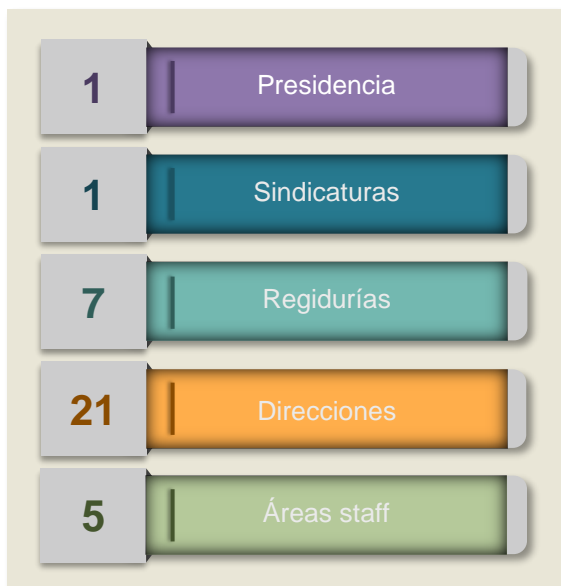 1 Presidencia
1 Sindicaturas
7 Regidurías
21 Direcciones
5 Áreas staff